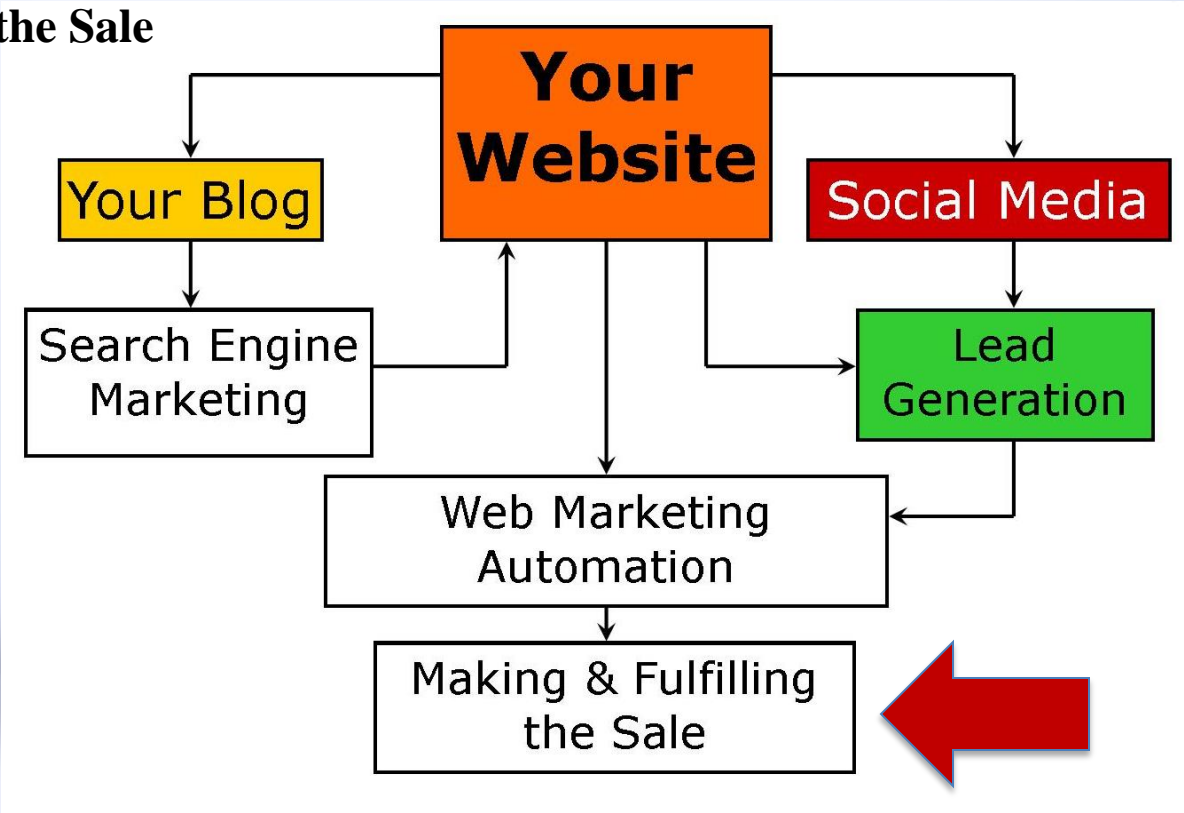 the Sale
Your
Website
Your Blog
Social Media
Search Engine
Marketing
Lead
Generation
Web Marketing
Automation
Making & Fulfilling
the Sale